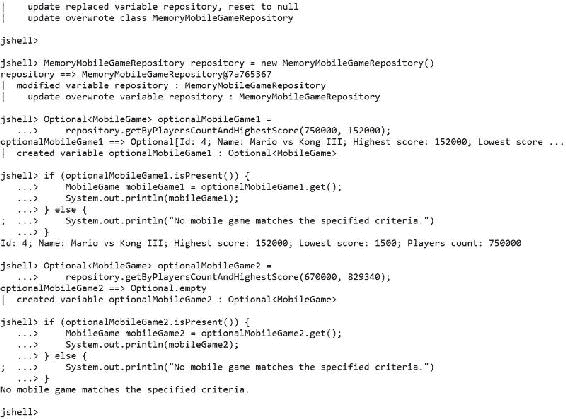 |    update replaced variable repository, reset to null
|    update overwrote class MemoryMobileGameRepository
jshell>
jshell> MemoryMobileGameRepository repository = new MemoryMobileGameRepository()
repository ==> MemoryMobileGameRepository@7a765367
|  modified variable repository : MemoryMobileGameRepository
|    update overwrote variable repository : MemoryMobileGameRepository
jshell> Optional<MobileGame> optionalMobileGame1 =
   ...>     repository.getByPlayersCountAndHighestScore(750000, 152000);
optionalMobileGame1 ==> Optional[Id: 4; Name: Mario vs Kong III; Highest score: 152000, Lowest score ...
|  created variable optionalMobileGame1 : Optional<MobileGame>
jshell> if (optionalMobileGame1.isPresent()) {
   ...>     MobileGame mobileGame1 = optionalMobileGame1.get();
   ...>     System.out.println(mobileGame1);
   ...> } else {
;  ...>     System.out.println("No mobile game matches the specified criteria.")
   ...> }
Id: 4; Name: Mario vs Kong III; Highest score: 152000; Lowest score: 1500; Players count: 750000
jshell> Optional<MobileGame> optionalMobileGame2 =
   ...>     repository.getByPlayersCountAndHighestScore(670000, 829340);
optionalMobileGame2 ==> Optional.empty
|  created variable optionalMobileGame2 : Optional<MobileGame>
jshell> if (optionalMobileGame2.isPresent()) {
   ...>     MobileGame mobileGame2 = optionalMobileGame2.get();
   ...>     System.out.println(mobileGame2);
   ...> } else {
;  ...>     System.out.println("No mobile game matches the specified criteria.")
   ...> }
No mobile game matches the specified criteria.
jshell>